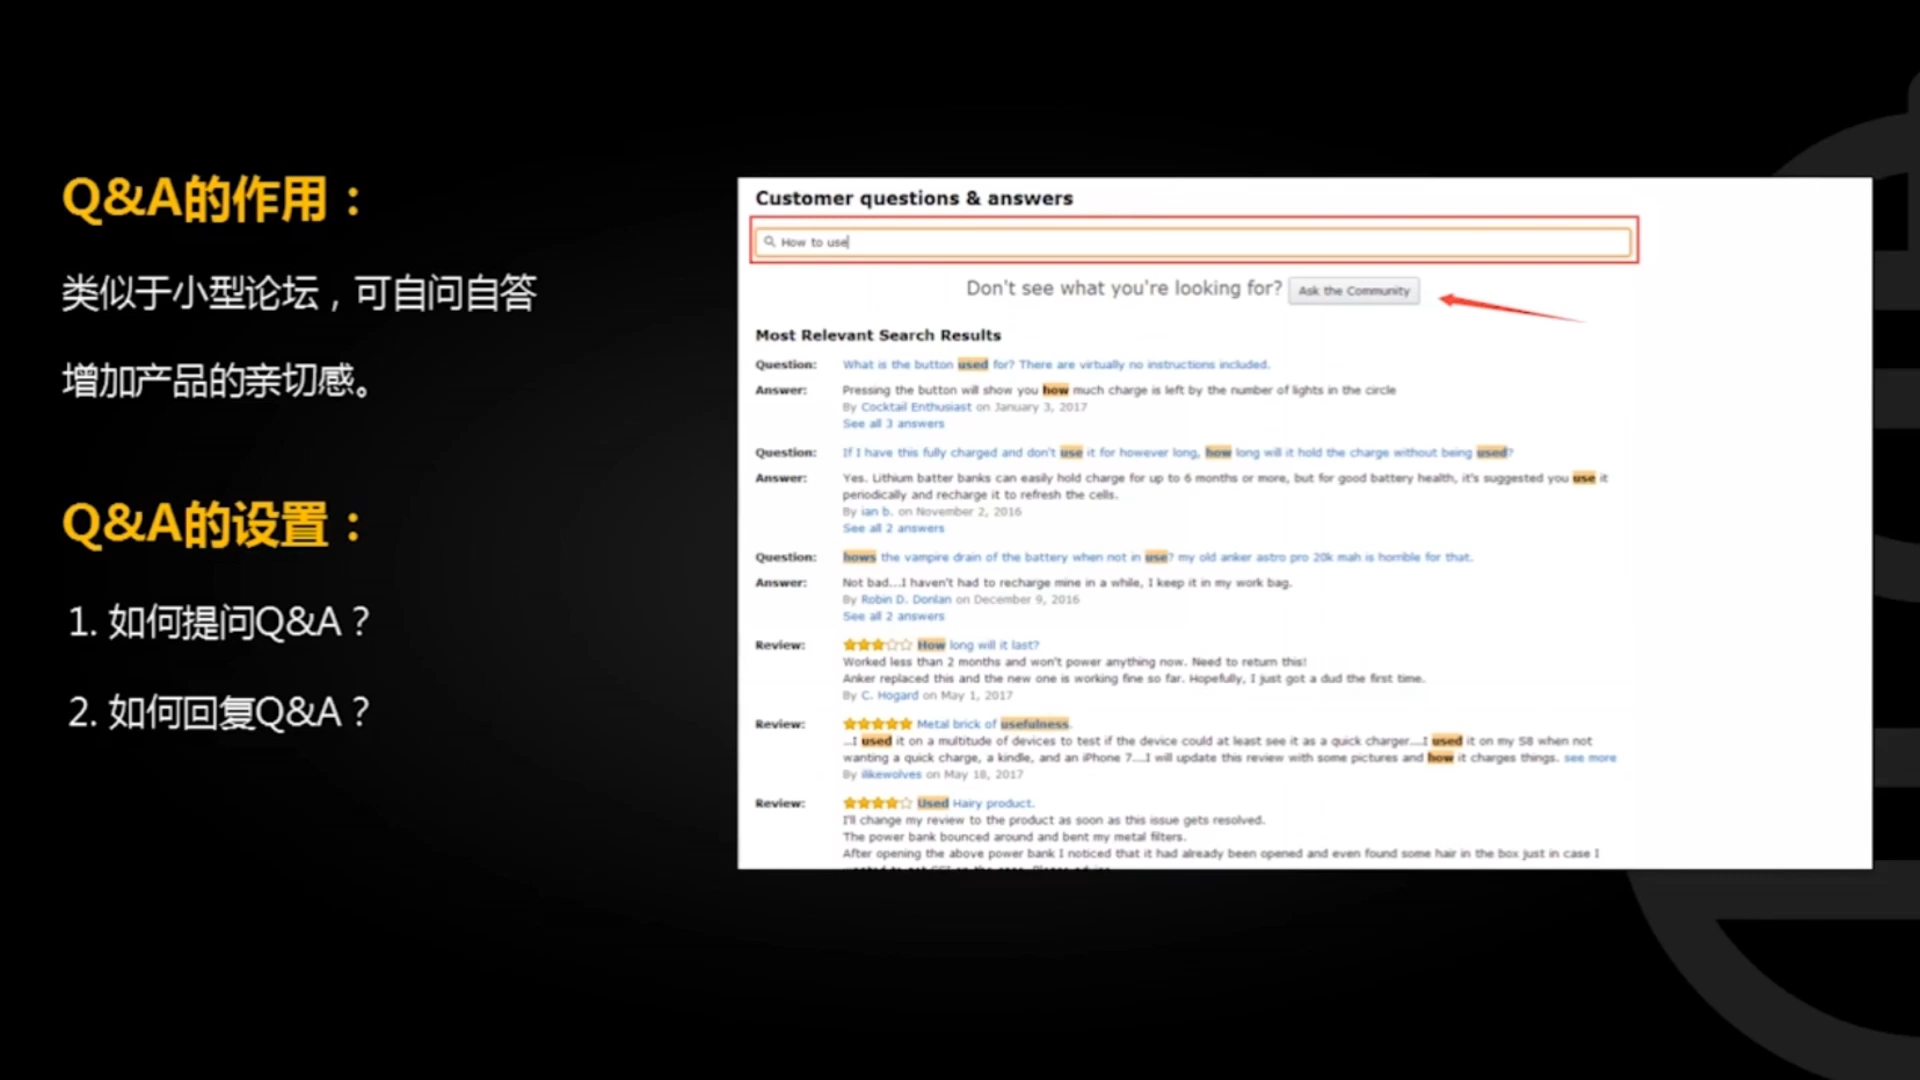 Q&A的作用：
类似于小型论坛，可自问自答
增加产品的亲切感。
Q&A的设置：
1. 如何提问Q&A？
2. 如何回复Q&A？
Customer questions & answers
How to use
Don't see what you're looking for? Ask the Community
Most Relevant Search Results
Question: What is the button used for? There are virtually no instructions included.
Answer: Pressing the button will show you how much charge is left by the number of lights in the circle
By Cocktail Enthusiast on January 3, 2017
See all 3 answers
Question: If I have this fully charged and don't use it for however long, how long will it hold the charge without being used?
Answer: Yes. Lithium batter banks can easily hold charge for up to 6 months or more, but for good battery health, it's suggested you use it
periodically and recharge it to refresh the cells.
By ian b. on November 2, 2016
See all 2 answers
Question: hows the vampire drain of the battery when not in use? my old anker astro pro 20k mah is horrible for that.
Answer: Not bad...I haven't had to recharge mine in a while, I keep it in my work bag.
By Robin D. Donlan on December 9, 2016
See all 2 answers
Review: How long will it last?
Worked less than 2 months and won't power anything now. Need to return this!
Anker replaced this and the new one is working fine so far. Hopefully, I just got a dud the first time.
By C. Hogard on May 1, 2017
Review: Metal brick of usefulness.
...I used it on a multitude of devices to test if the device could at least see it as a quick charger....I used it on my S8 when not
wanting a quick charge, a kindle, and an iPhone 7....I will update this review with some pictures and how it charges things. see more
By ilikewolves on May 18, 2017
Review: Used Hairy product.
I'll change my review to the product as soon as this issue gets resolved.
The power bank bounced around and bent my metal filters.
After opening the above power bank I noticed that it had already been opened and even found some hair in the box just in case I